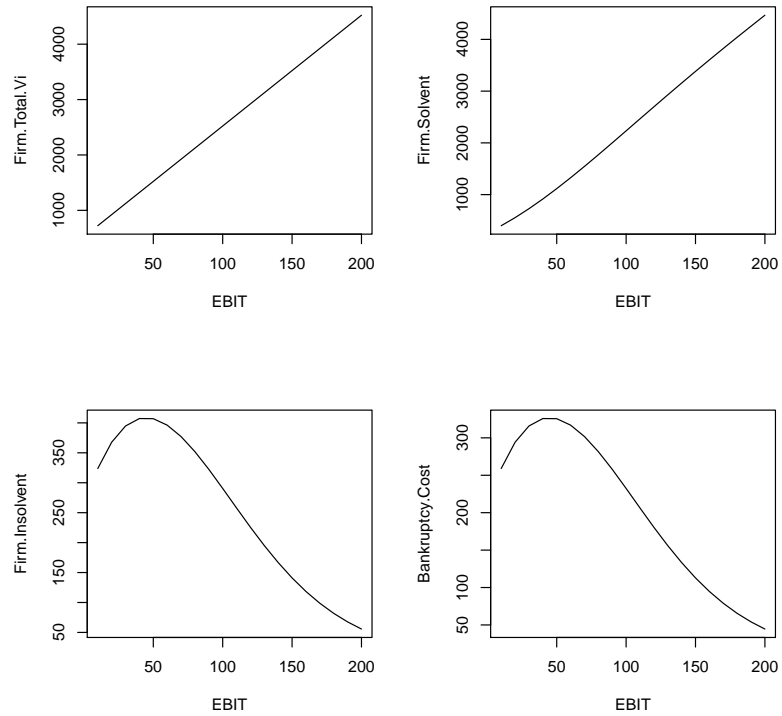 Firm.Total.Vi
1000 2000 3000 4000
50 100 150 200
EBIT
Firm.Solvent
1000 2000 3000 4000
50 100 150 200
EBIT
Firm.Insolvent
50 150 250 350
50 100 150 200
EBIT
Bankruptcy.Cost
50 100 200 300
50 100 150 200
EBIT